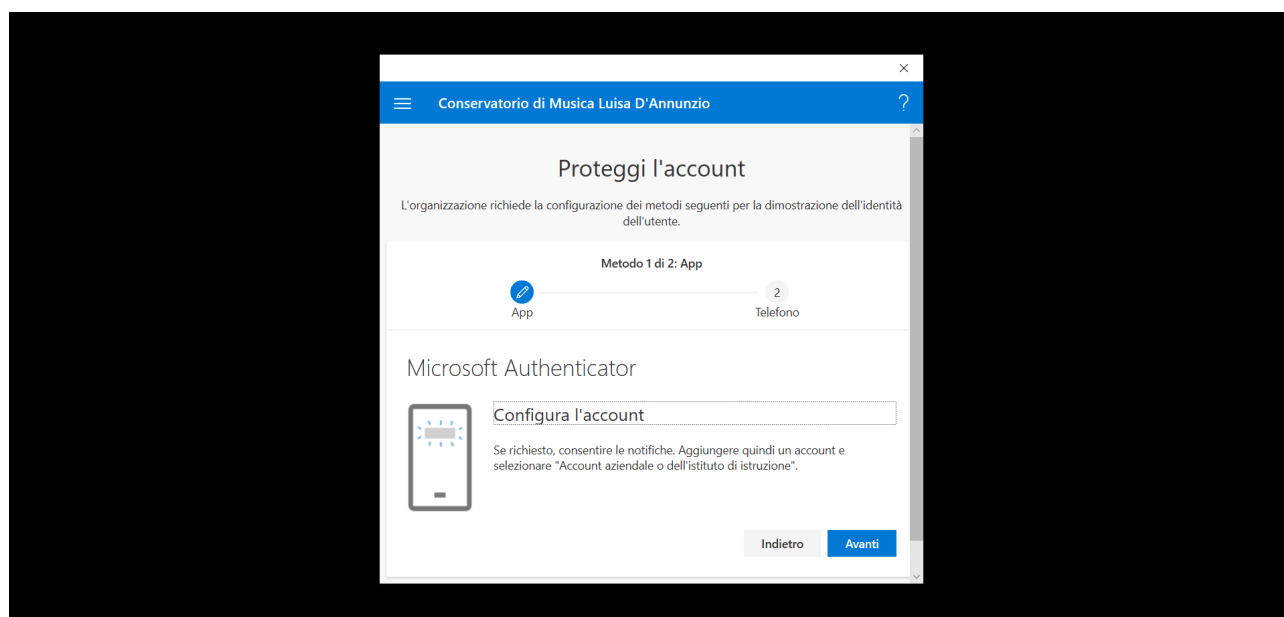 Conservatorio di Musica Luisa D'Annunzio
?
Proteggi l'account
L'organizzazione richiede la configurazione dei metodi seguenti per la dimostrazione dell'identità
dell'utente.
Metodo 1 di 2: App
2
App
Telefono
Microsoft Authenticator
Configura l'account
Se richiesto, consentire le notifiche. Aggiungere quindi un account e
selezionare "Account aziendale o dell'istituto di istruzione".
Indietro
Avanti